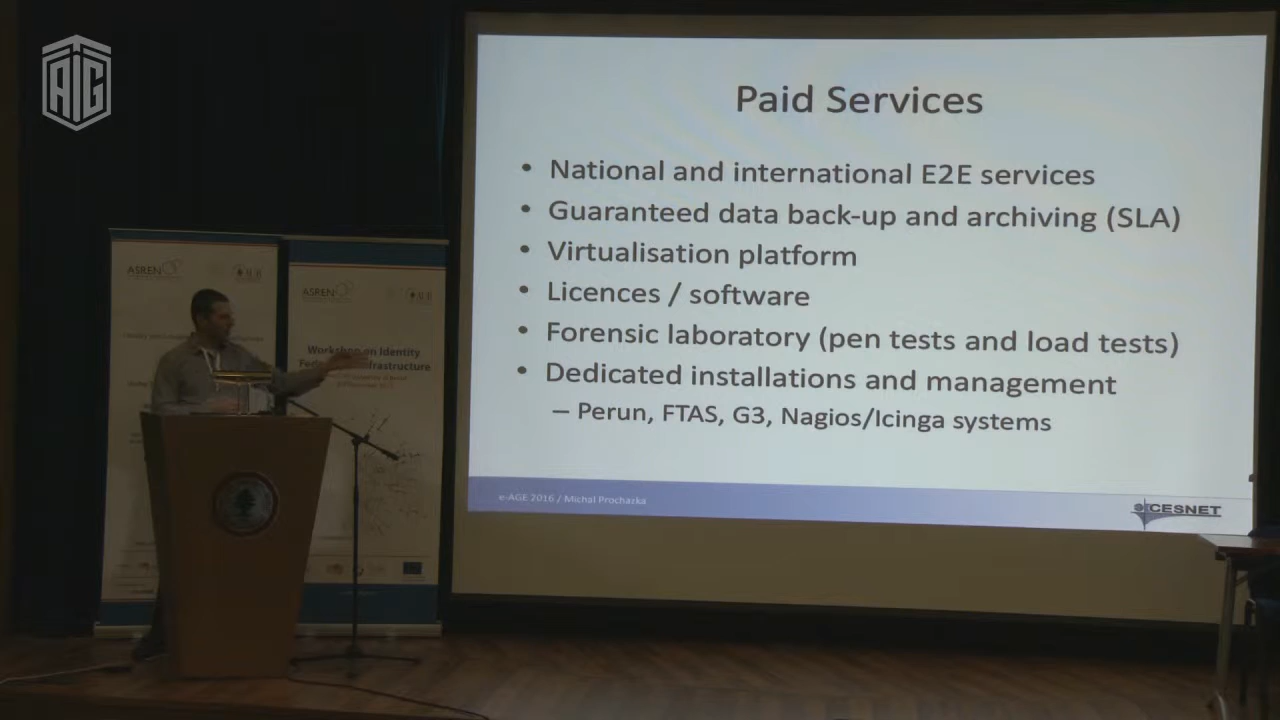 TAG
Paid Services
• National and international E2E services
• Guaranteed data back-up and archiving (SLA)
• Virtualisation platform
• Licences / software
• Forensic laboratory (pen tests and load tests)
• Dedicated installations and management
– Perun, FTAS, G3, Nagios/Icinga systems
e-AGE 2016 / Michal Prochazka
CESNET
ASREN
ASREN
Workshop on Identity